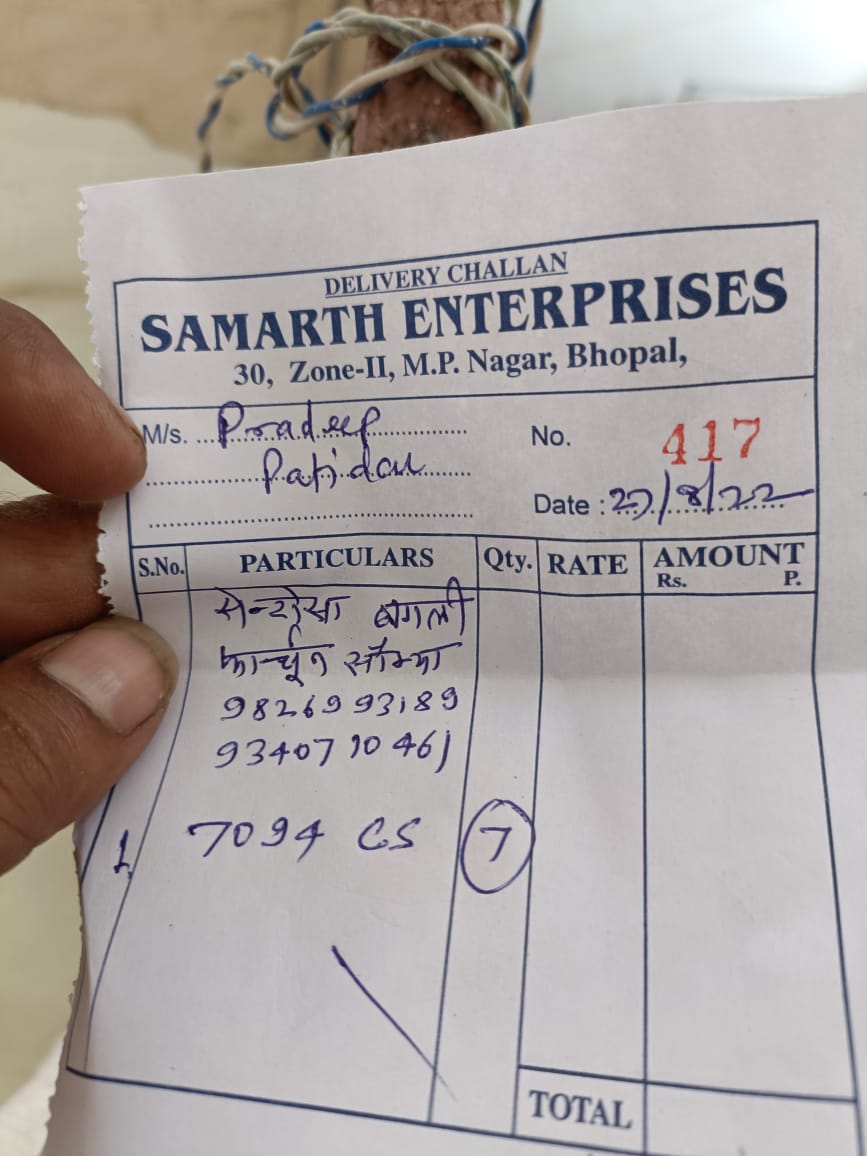 DELIVERY CHALLAN
SAMARTH ENTERPRISES
30, Zone-II, M.P. Nagar, Bhopal,
M/s. Pradeep
Patidar
No. 417
Date : 27/8/22
S.No. PARTICULARS Qty. RATE AMOUNT
Rs. P.
बंगली
फार्च्यून सौम्या
9826993189
9340710461
1 7094 CS 7
TOTAL